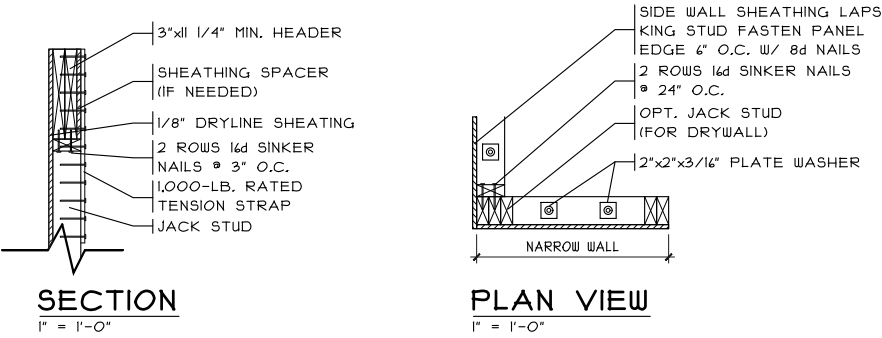 3"x11 1/4" MIN. HEADER
SHEATHING SPACER
(IF NEEDED)
1/8" DRYLINE SHEATING
2 ROWS 16d SINKER
NAILS @ 3" O.C.
1,000-LB. RATED
TENSION STRAP
JACK STUD
SECTION
1" = 1'-0"
SIDE WALL SHEATHING LAPS
KING STUD FASTEN PANEL
EDGE 6" O.C. W/ 8d NAILS
2 ROWS 16d SINKER NAILS
@ 24" O.C.
OPT. JACK STUD
(FOR DRYWALL)
2"x2"x3/16" PLATE WASHER
NARROW WALL
PLAN VIEW
1" = 1'-0"